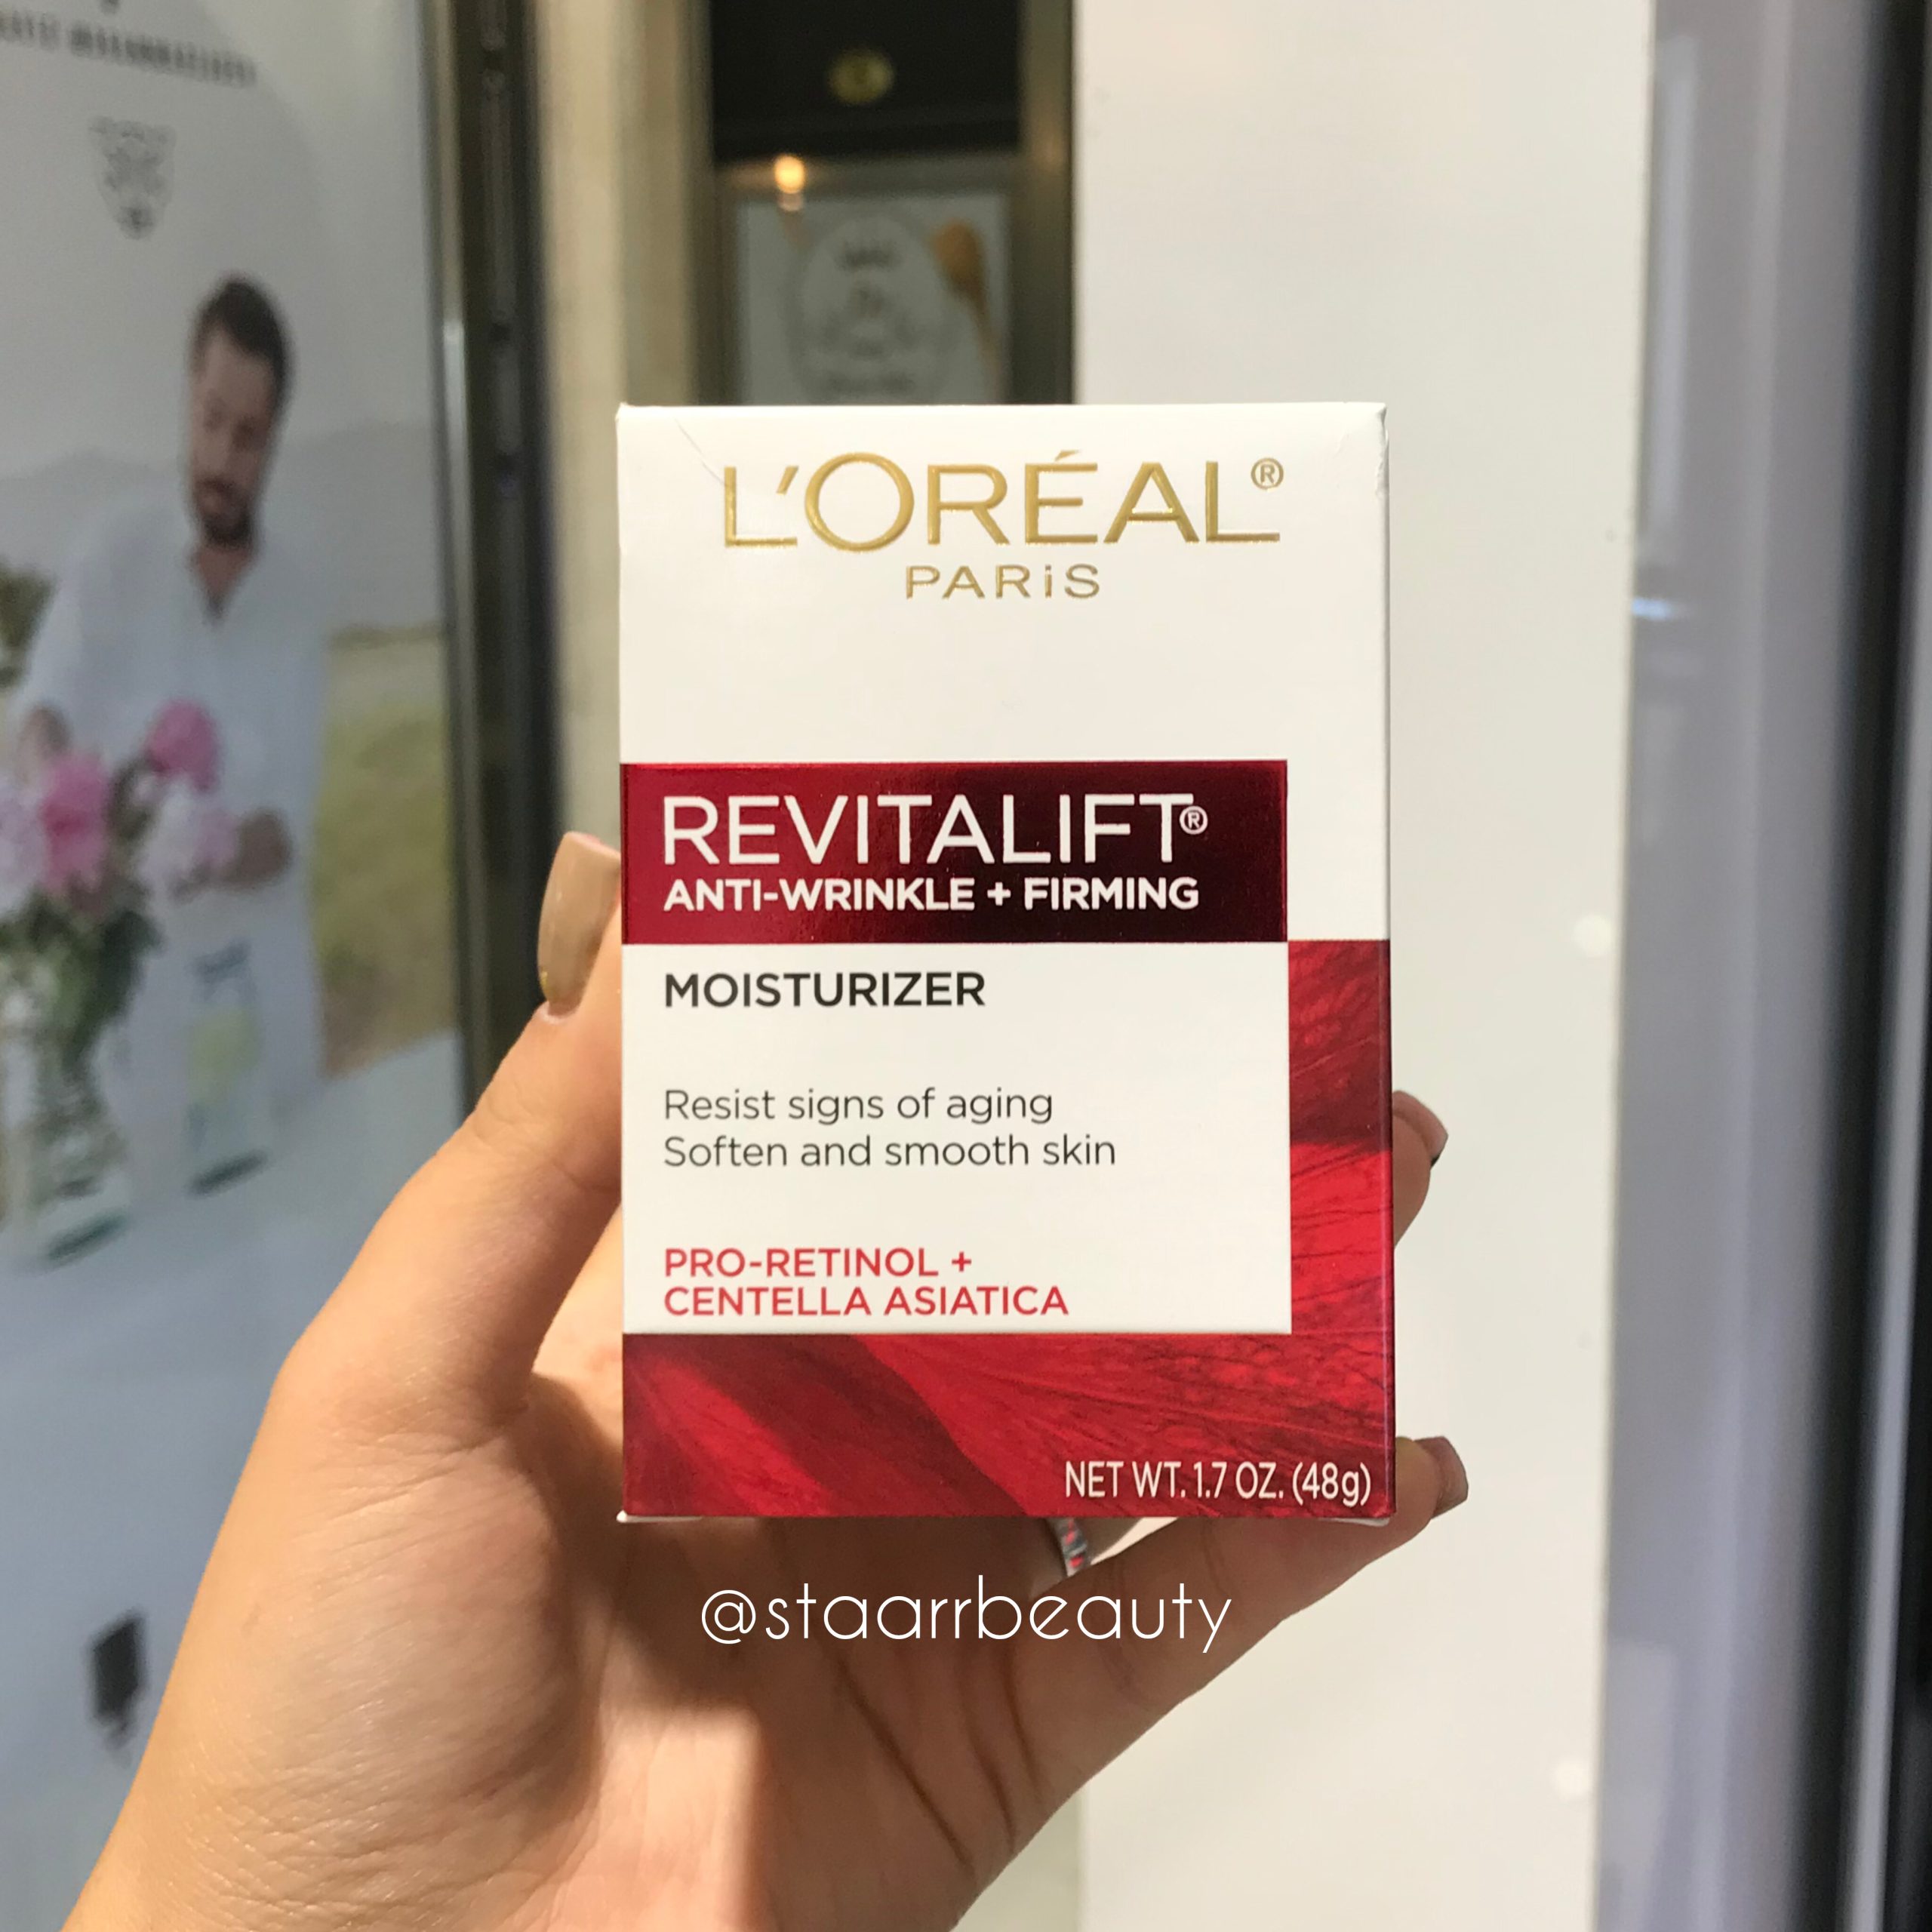 L'ORÉAL®
PARiS
REVITALIFT®
ANTI-WRINKLE + FIRMING
MOISTURIZER
Resist signs of aging
Soften and smooth skin
PRO-RETINOL +
CENTELLA ASIATICA
NET WT. 1.7 OZ. (48g)
@staarrbeauty